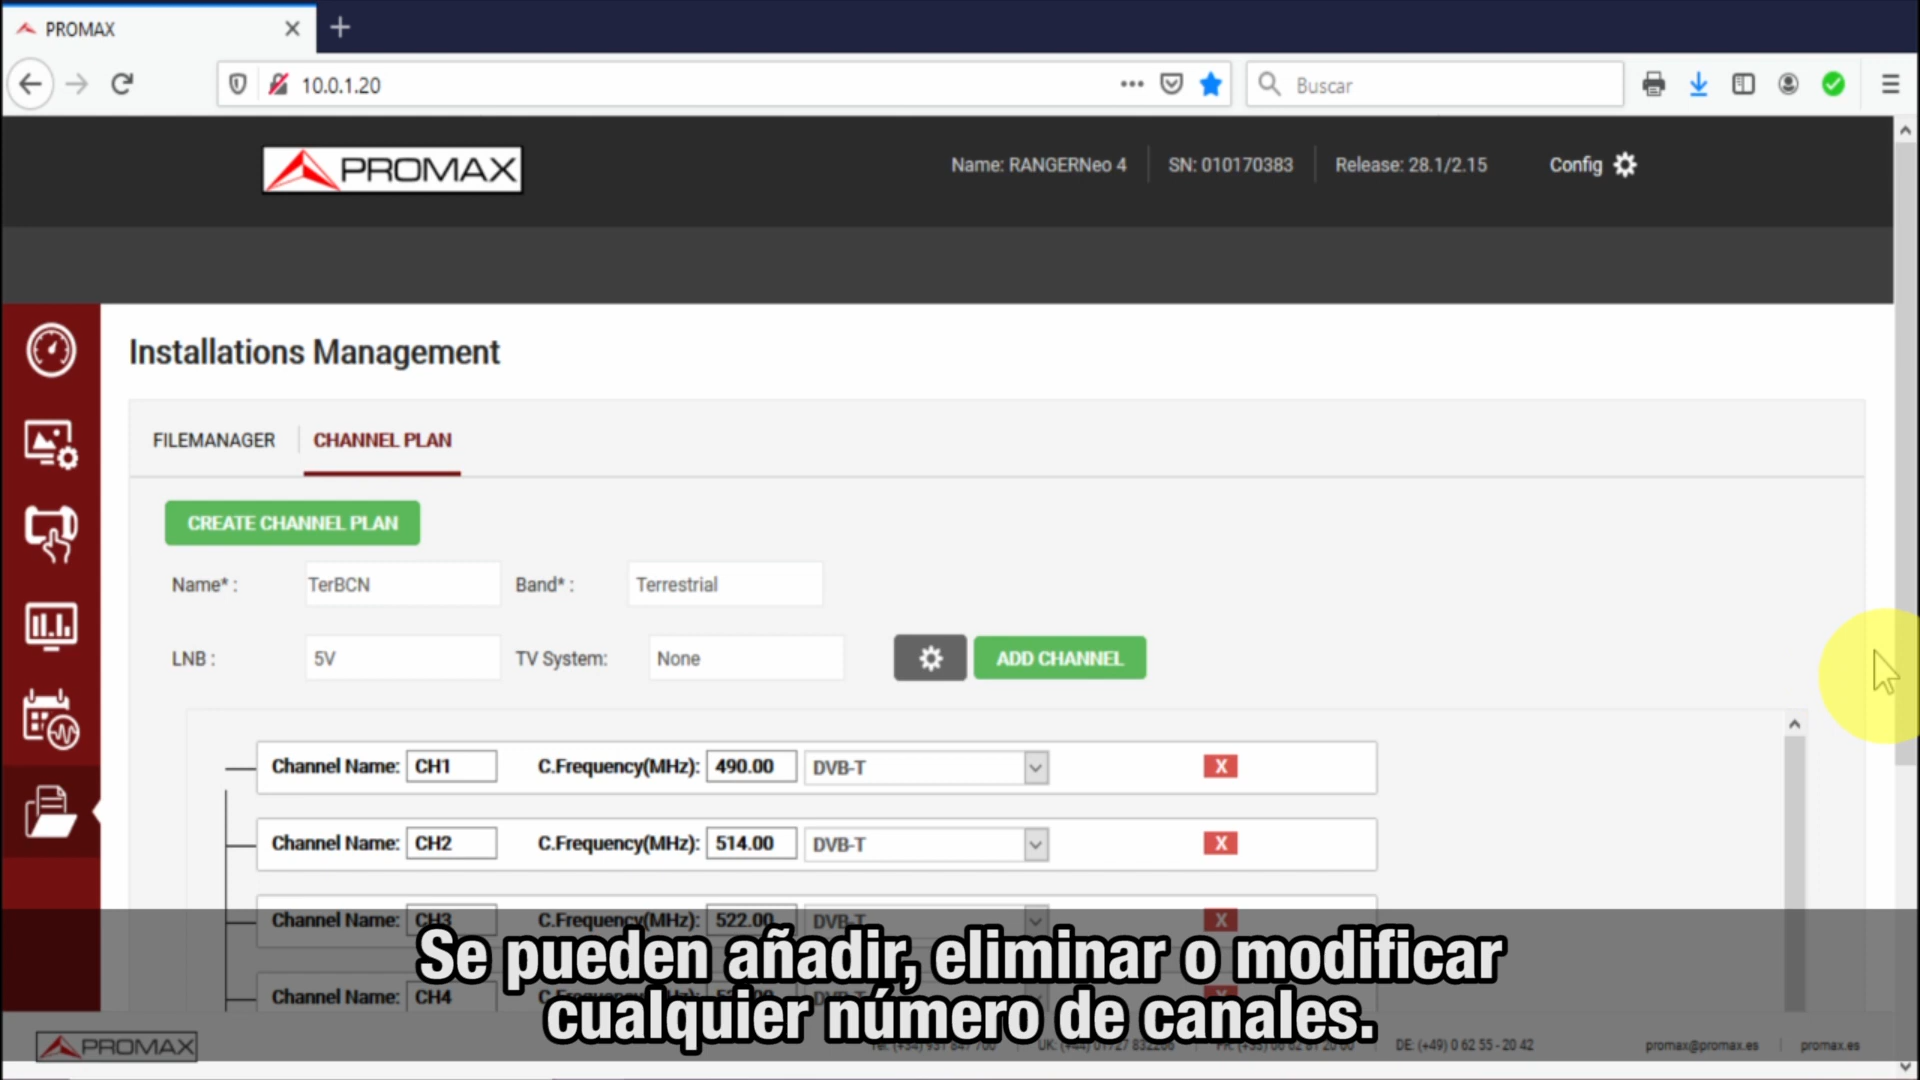 PROMAX
10.0.1.20
Buscar
PROMAX
Name: RANGERNeo 4
SN: 010170383
Release: 28.1/2.15
Config
Installations Management
FILEMANAGER
CHANNEL PLAN
CREATE CHANNEL PLAN
Name* :
TerBCN
Band* :
Terrestrial
LNB :
5V
TV System:
None
ADD CHANNEL
Channel Name: CH1 C.Frequency(MHz): 490.00 DVB-T X
Channel Name: CH2 C.Frequency(MHz): 514.00 DVB-T X
Channel Name: CH3 C.Frequency(MHz): 522.00 DVB-T X
Channel Name: CH4
Se pueden añadir, eliminar o modificar
cualquier número de canales.
PROMAX
DE: (+49) 0 62 55 - 20 42
promax@promax.es
promax.es